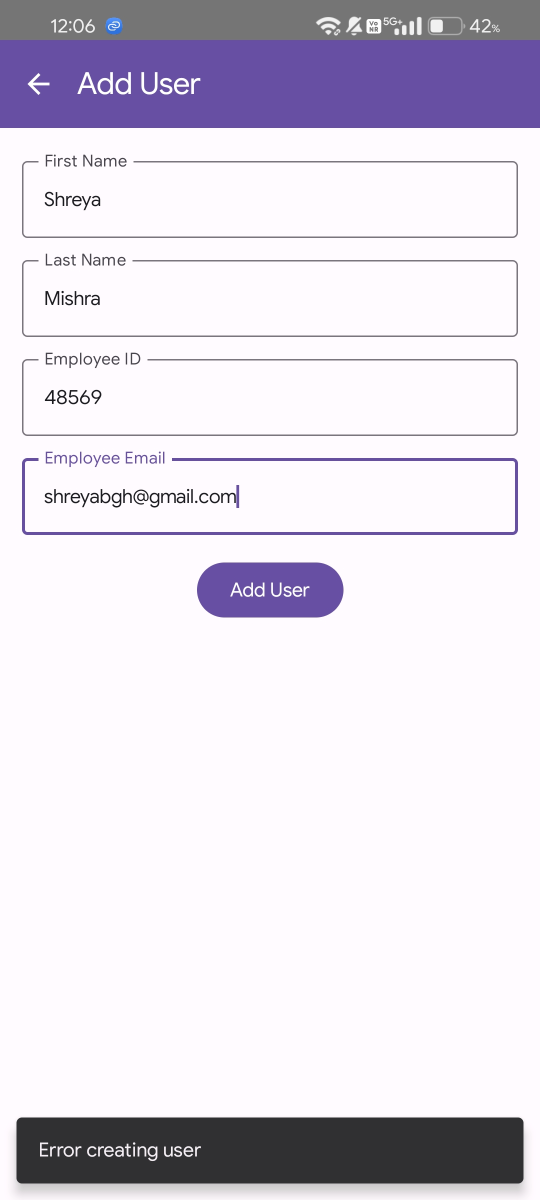 12:06
Vo NR 5G+ 42%
Add User
First Name
Shreya
Last Name
Mishra
Employee ID
48569
Employee Email
shreyabgh@gmail.com
Add User
Error creating user